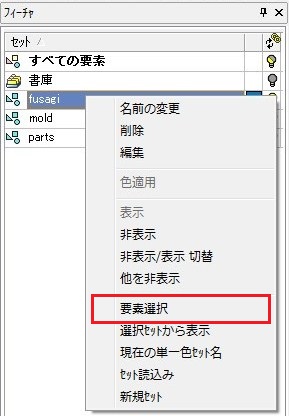 フィーチャ
セット
すべての要素
書庫
fusagi
mold
parts
名前の変更
削除
編集
色適用
表示
非表示
非表示/表示 切替
他を非表示
要素選択
選択セットから表示
現在の単一色セット名
セット読込み
新規セット